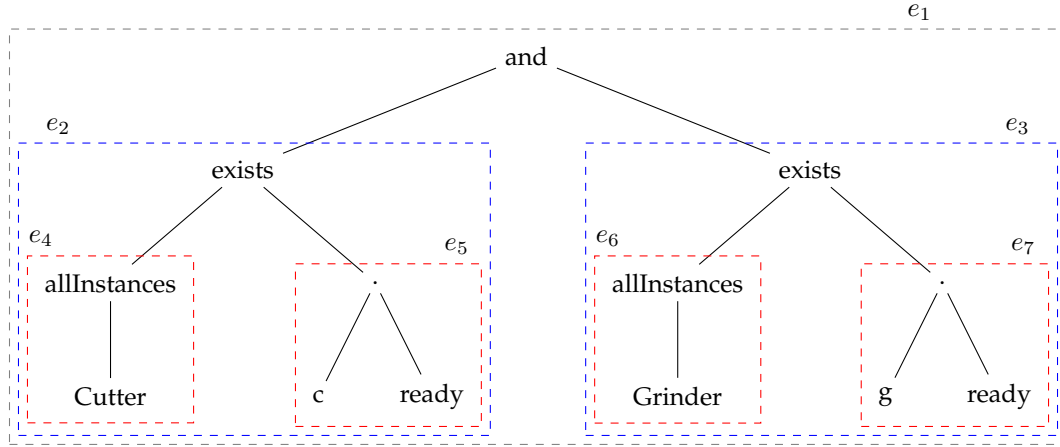 e₁
and
e₂ e₃
exists exists
e₄ e₅ e₆ e₇
allInstances . allInstances .
Cutter c ready Grinder g ready